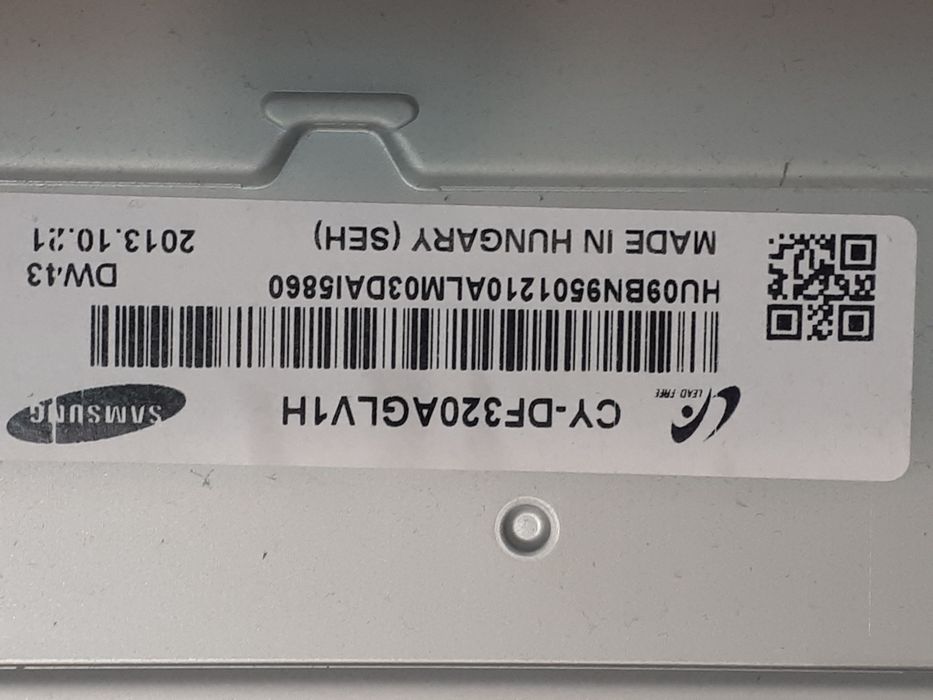 LEAD FREE
CY-DF320AGLV1H
SAMSUNG
HU09BN9501210ALM03DAI5860
DW43
MADE IN HUNGARY (SEH)
2013.10.21